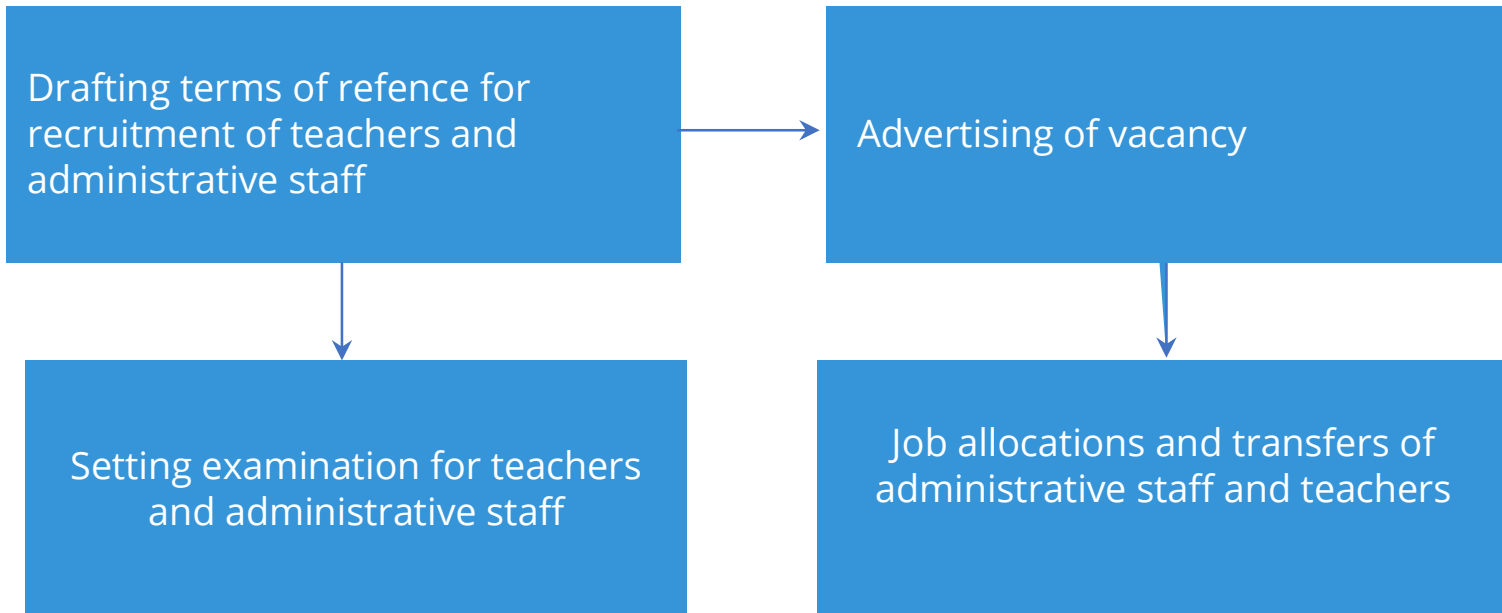 Drafting terms of refence for
recruitment of teachers and
administrative staff
Advertising of vacancy
Setting examination for teachers
and administrative staff
Job allocations and transfers of
administrative staff and teachers